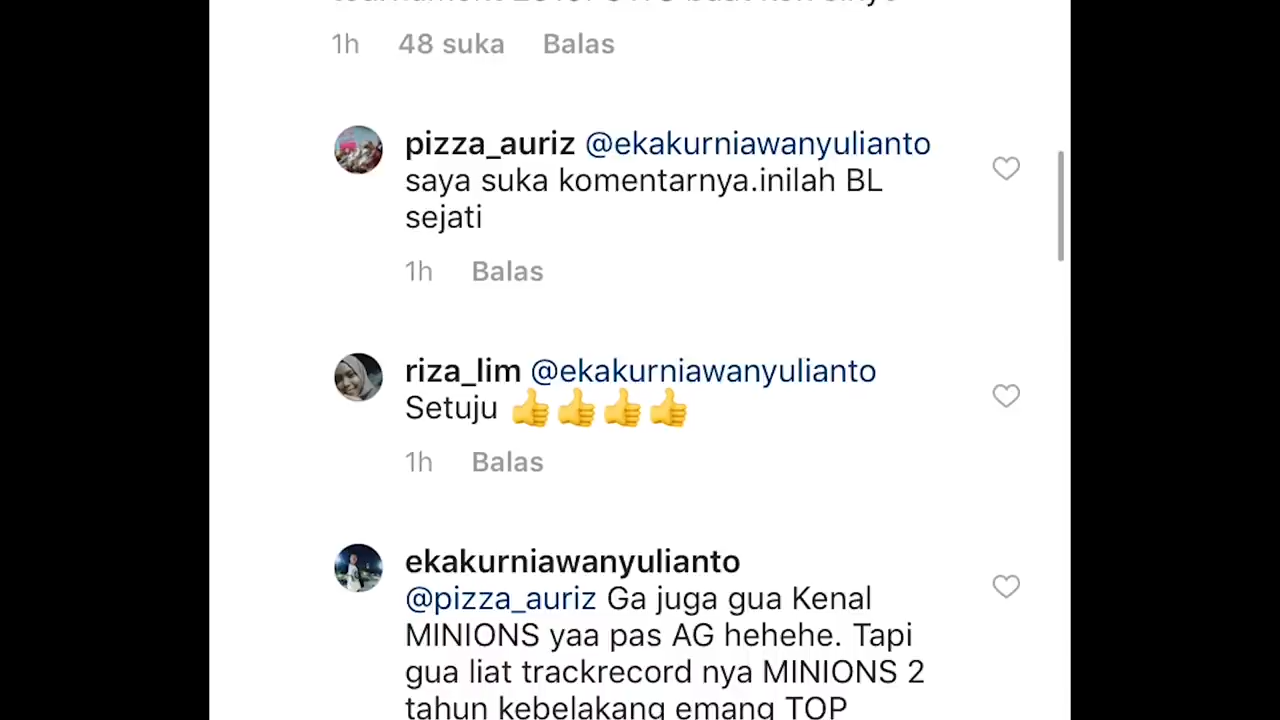 1h 48 suka Balas
pizza_auriz @ekakurniawanyulianto
saya suka komentarnya.inilah BL
sejati
1h Balas
riza_lim @ekakurniawanyulianto
Setuju 👍👍👍👍
1h Balas
ekakurniawanyulianto
@pizza_auriz Ga juga gua Kenal
MINIONS yaa pas AG hehehe. Tapi
gua liat trackrecord nya MINIONS 2
tahun kebelakang emang TOP